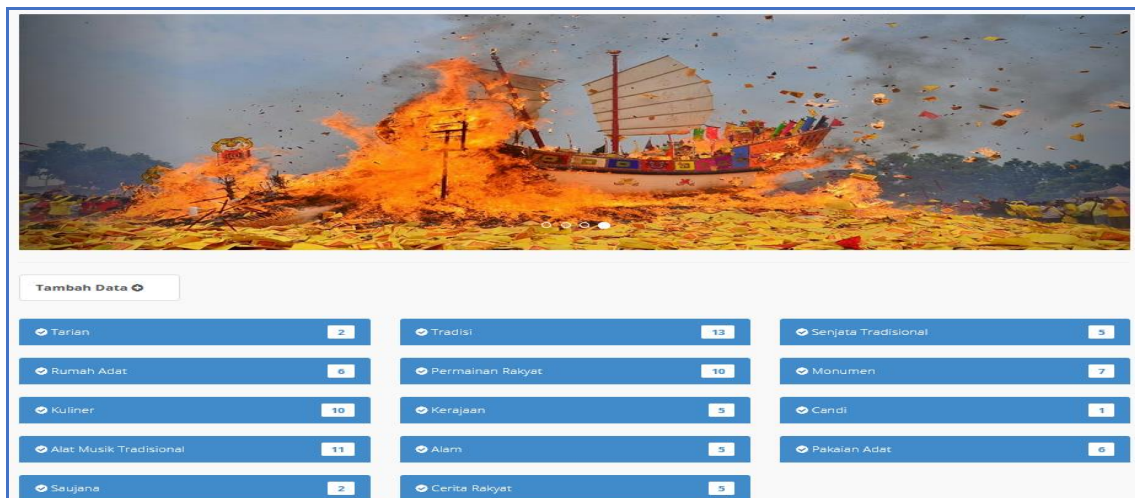 Tambah Data
Tarian 2
Tradisi 13
Senjata Tradisional 5
Rumah Adat 6
Permainan Rakyat 10
Monumen 7
Kuliner 10
Kerajaan 5
Candi 1
Alat Musik Tradisional 11
Alam 5
Pakaian Adat 6
Saujana 2
Cerita Rakyat 5